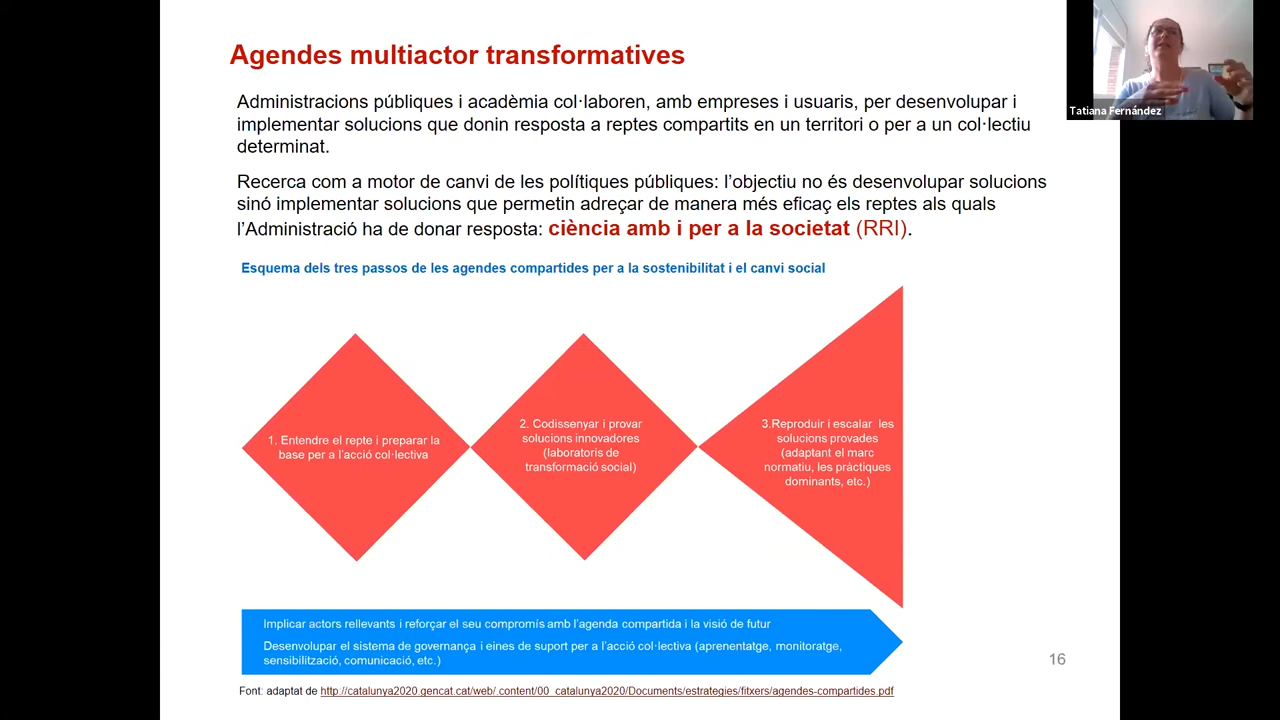 Agendes multiactor transformatives
Tatiana Fernández
Administracions públiques i acadèmia col·laboren, amb empreses i usuaris, per desenvolupar i
implementar solucions que donin resposta a reptes compartits en un territori o per a un col·lectiu
determinat.
Recerca com a motor de canvi de les polítiques públiques: l’objectiu no és desenvolupar solucions
sinó implementar solucions que permetin adreçar de manera més eficaç els reptes als quals
l’Administració ha de donar resposta: ciència amb i per a la societat (RRI).
Esquema dels tres passos de les agendes compartides per a la sostenibilitat i el canvi social
1. Entendre el repte i preparar la
base per a l’acció col·lectiva
2. Codissenyar i provar
solucions innovadores
(laboratoris de
transformació social)
3.Reproduir i escalar les
solucions provades
(adaptant el marc
normatiu, les pràctiques
dominants, etc.)
Implicar actors rellevants i reforçar el seu compromís amb l’agenda compartida i la visió de futur
Desenvolupar el sistema de governança i eines de suport per a l’acció col·lectiva (aprenentatge, monitoratge,
sensibilització, comunicació, etc.)
16
Font: adaptat de http://catalunya2020.gencat.cat/web/.content/00_catalunya2020/Documents/estrategies/fitxers/agendes-compartides.pdf